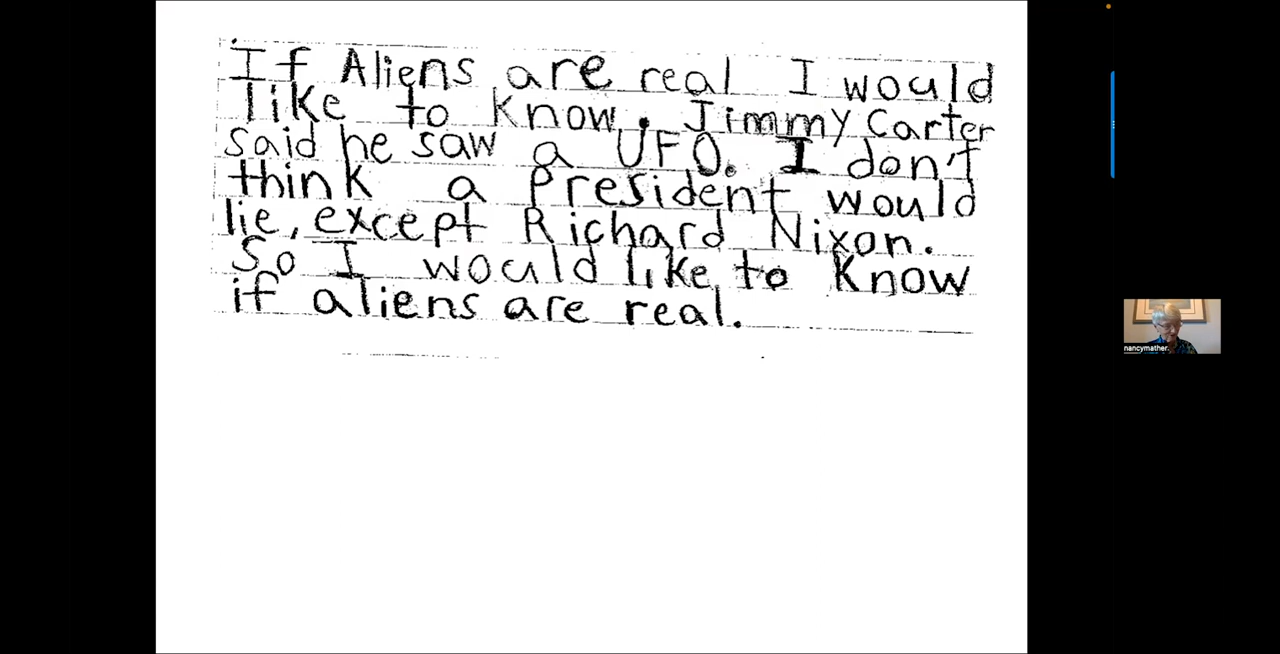 If Aliens are real I would
like to Know. Jimmy Carter
said he saw a UFO. I don't
think a President would
lie, except Richard Nixon.
So I would like to Know
if aliens are real.
nancymather